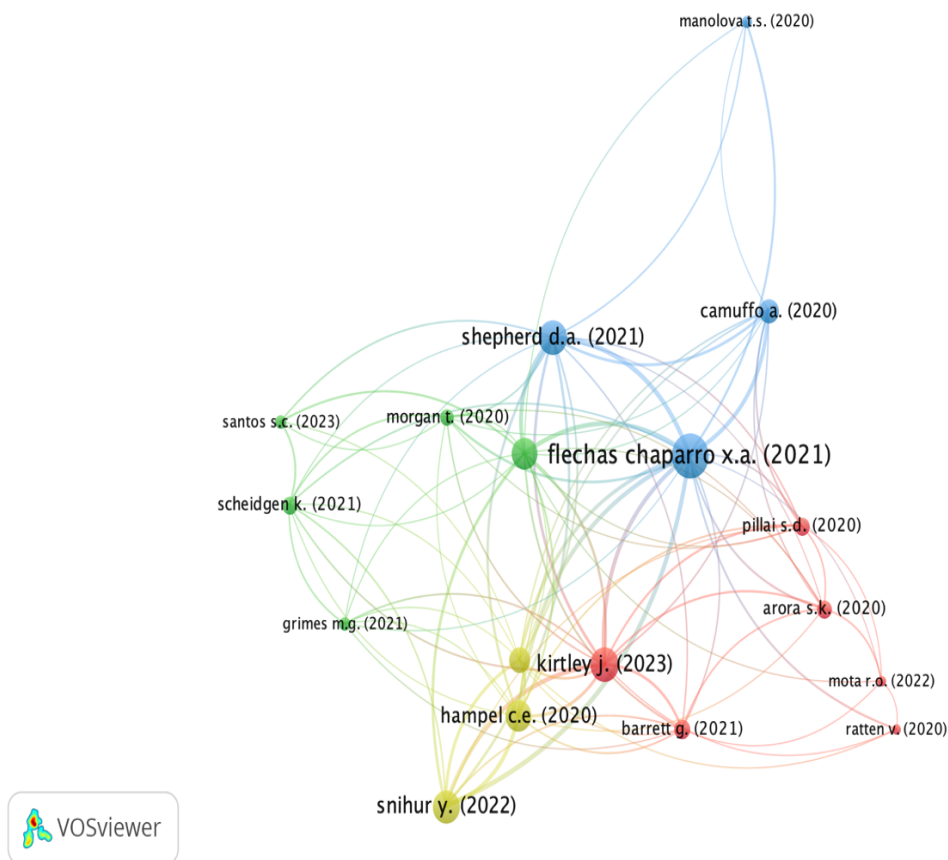 manolova t.s. (2020)
camuffo a. (2020)
shepherd d.a. (2021)
santos s.c. (2023)
morgan t. (2020)
flechas chaparro x.a. (2021)
scheidgen k. (2021)
pillai s.d. (2020)
arora s.k. (2020)
grimes m.g. (2021)
kirtley j. (2023)
mota r.o. (2022)
hampel c.e. (2020)
barrett g. (2021)
ratten v. (2020)
snihur y. (2022)
VOSviewer